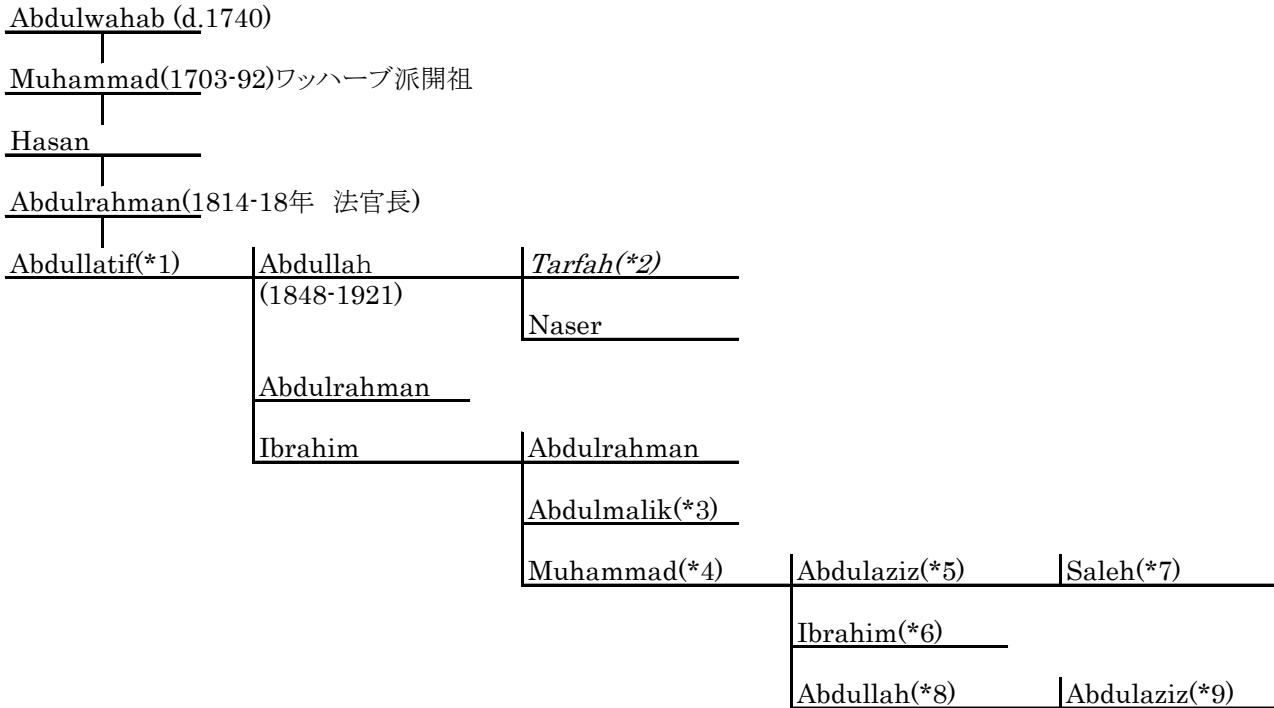 Abdulwahab (d.1740)
Muhammad(1703-92)ワッハーブ派開祖
Hasan
Abdulrahman(1814-18年　法官長)
Abdullatif(*1) Abdullah Tarfah(*2)
(1848-1921)
Naser
Abdulrahman
Ibrahim Abdulrahman
Abdulmalik(*3)
Muhammad(*4) Abdulaziz(*5) Saleh(*7)
Ibrahim(*6)
Abdullah(*8) Abdulaziz(*9)